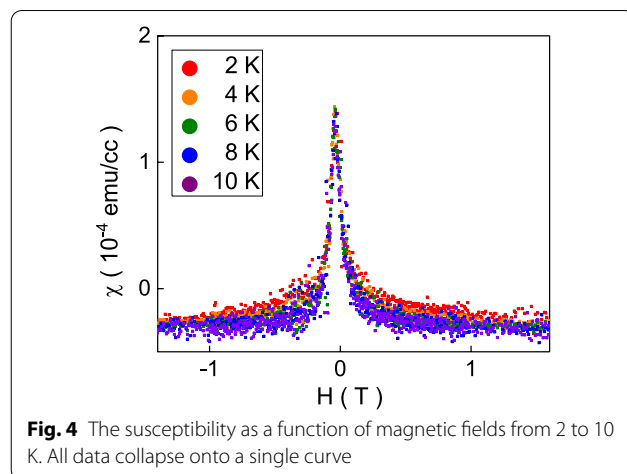 2
2 K
4 K
6 K
8 K
10 K
1
0
χ ( 10⁻⁴ emu/cc )
-1 0 1
H ( T )
Fig. 4 The susceptibility as a function of magnetic fields from 2 to 10
K. All data collapse onto a single curve